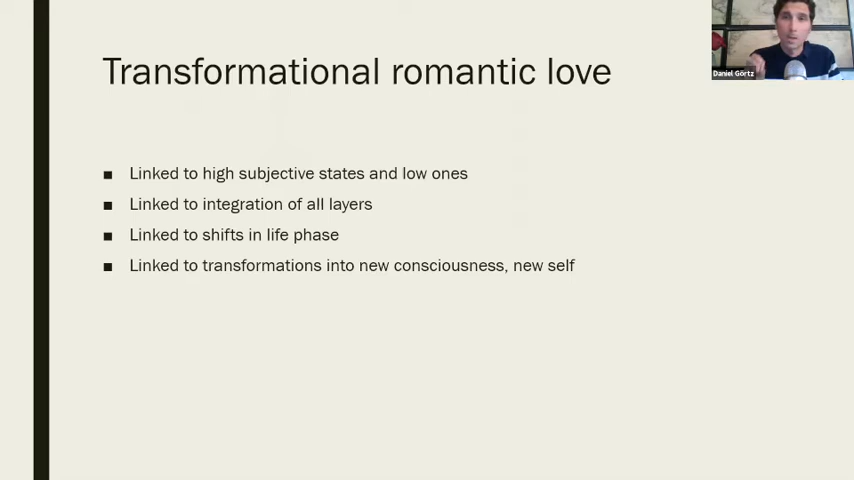 Transformational romantic love
Daniel Görtz
■ Linked to high subjective states and low ones
■ Linked to integration of all layers
■ Linked to shifts in life phase
■ Linked to transformations into new consciousness, new self